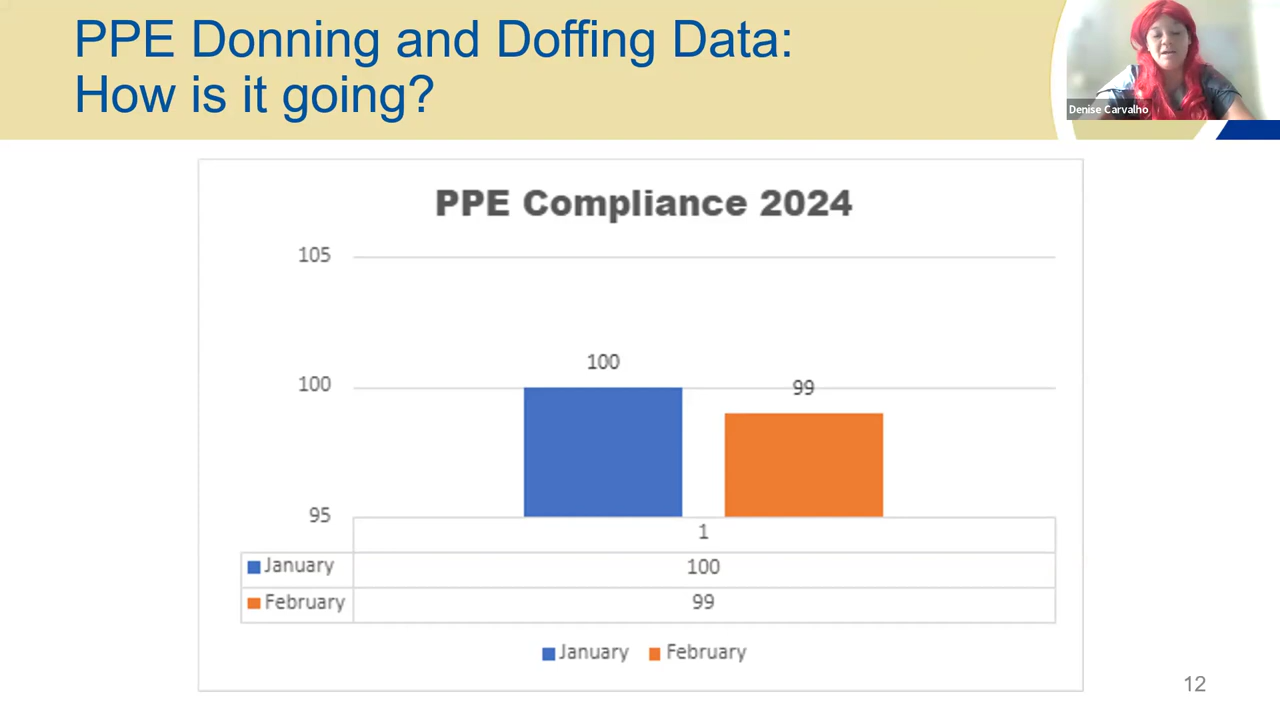 PPE Donning and Doffing Data:
How is it going?
Denise Carvalho
PPE Compliance 2024
105
100
100
99
95
1
January 100
February 99
January February
12